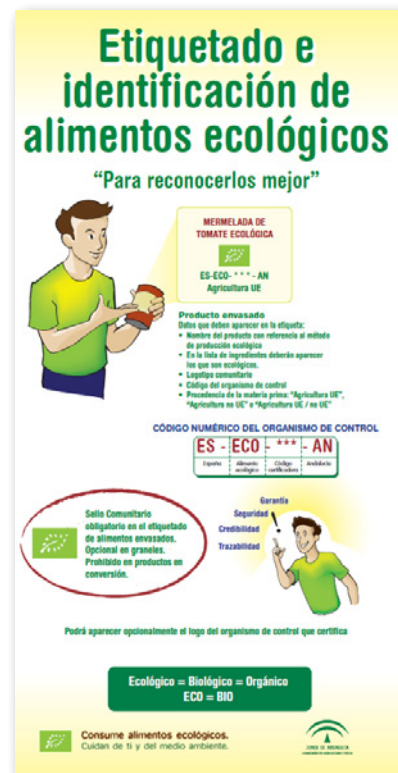 Etiquetado e
identificación de
alimentos ecológicos
“Para reconocerlos mejor”
MERMELADA DE
TOMATE ECOLÓGICA
ES-ECO- * * * - AN
Agricultura UE
Producto envasado
Datos que deben aparecer en la etiqueta:
• Nombre del producto con referencia al método
de producción ecológico
• En la lista de ingredientes deberán aparecer
los que son ecológicos.
• Logotipo comunitario
• Código del organismo de control
• Procedencia de la materia prima: “Agricultura UE”,
“Agricultura no UE” o “Agricultura UE / no UE”
CÓDIGO NUMÉRICO DEL ORGANISMO DE CONTROL
ES - ECO - *** - AN
España Alimento ecológico Código certificadora Andalucía
Sello Comunitario
obligatorio en el etiquetado
de alimentos envasados.
Opcional en graneles.
Prohibido en productos en
conversión.
Garantía
Seguridad
Credibilidad
Trazabilidad
Podrá aparecer opcionalmente el logo del organismo de control que certifica
Ecológico = Biológico = Orgánico
ECO = BIO
Consume alimentos ecológicos.
Cuidan de ti y del medio ambiente.
JUNTA DE ANDALUCIA